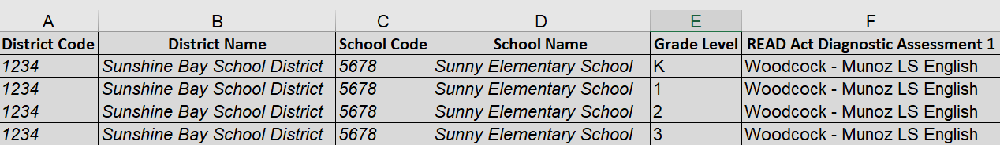 A B C D E F
District Code District Name School Code School Name Grade Level READ Act Diagnostic Assessment 1
1234 Sunshine Bay School District 5678 Sunny Elementary School K Woodcock - Munoz LS English
1234 Sunshine Bay School District 5678 Sunny Elementary School 1 Woodcock - Munoz LS English
1234 Sunshine Bay School District 5678 Sunny Elementary School 2 Woodcock - Munoz LS English
1234 Sunshine Bay School District 5678 Sunny Elementary School 3 Woodcock - Munoz LS English